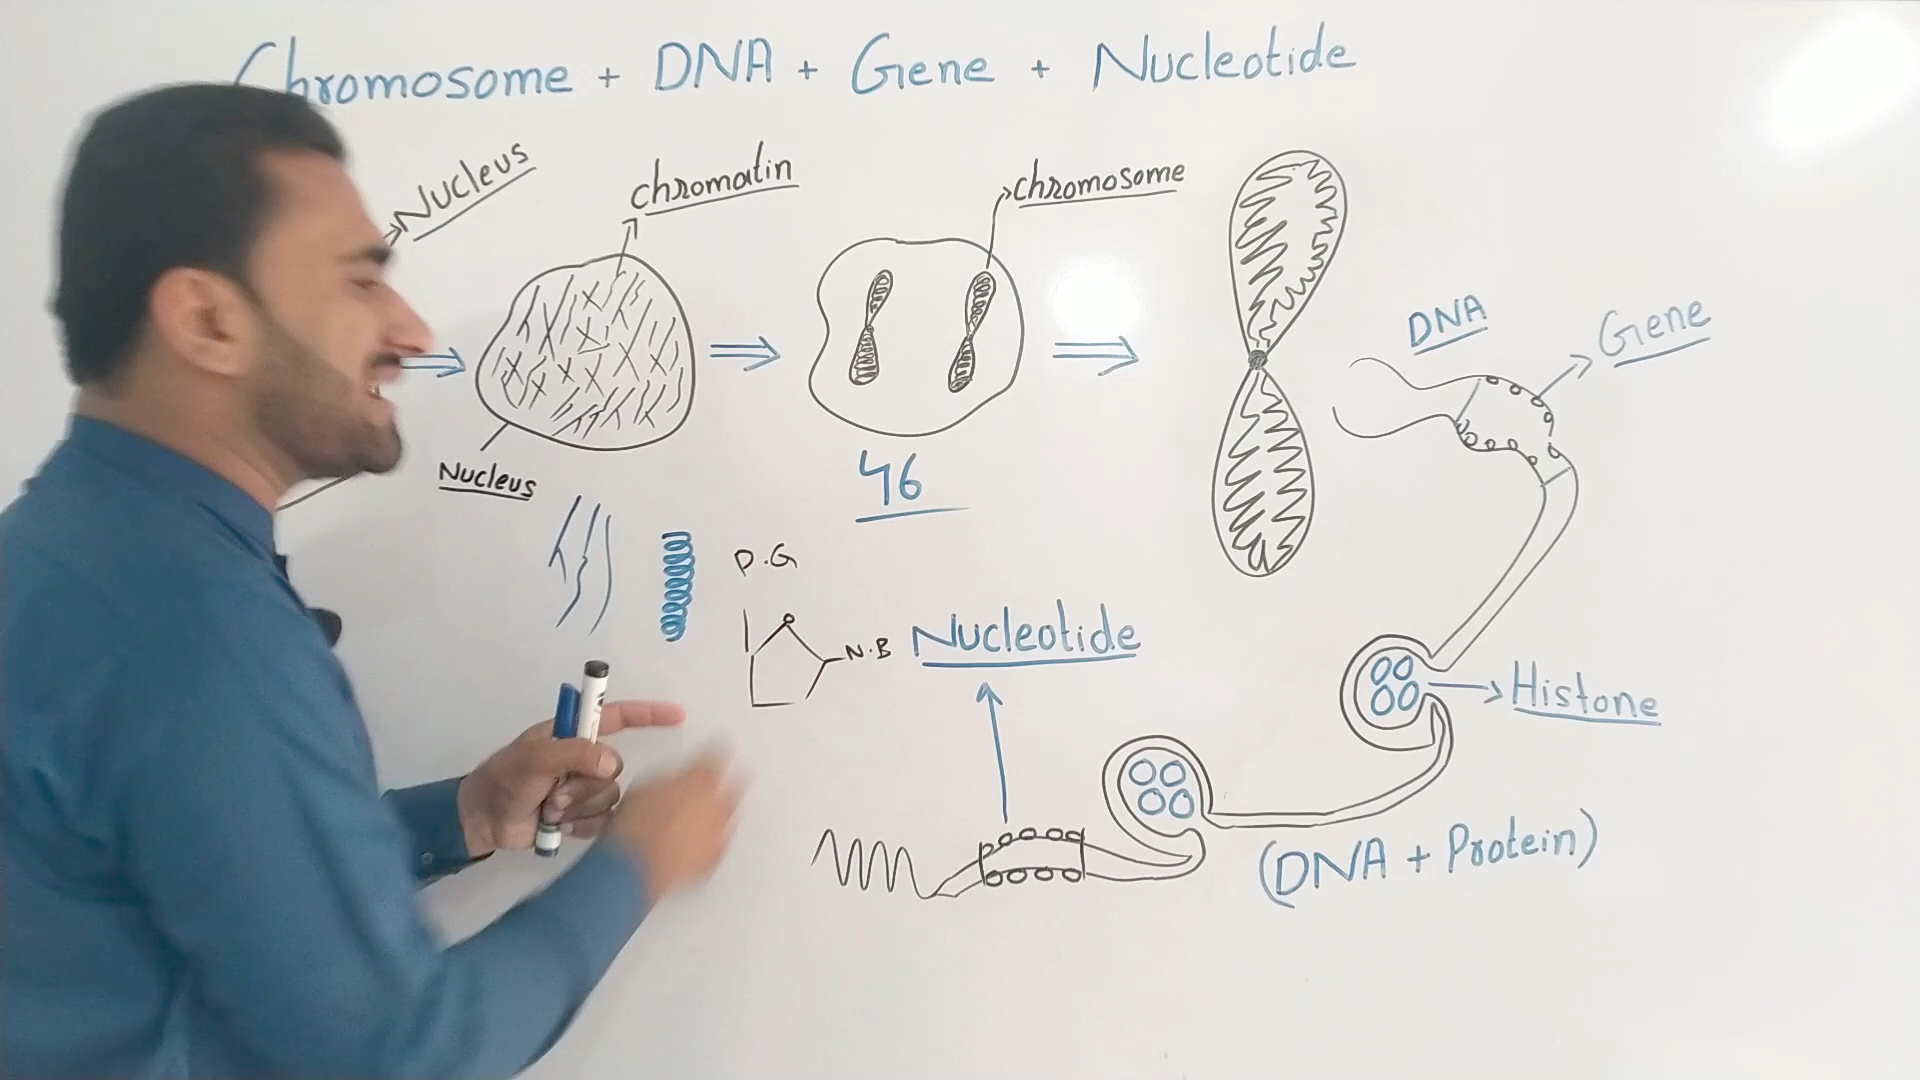 Chromosome + DNA + Gene + Nucleotide
Nucleus
chromatin
chromosome
DNA
Gene
Nucleus
46
P.G
N.B
Nucleotide
Histone
(DNA + Protein)